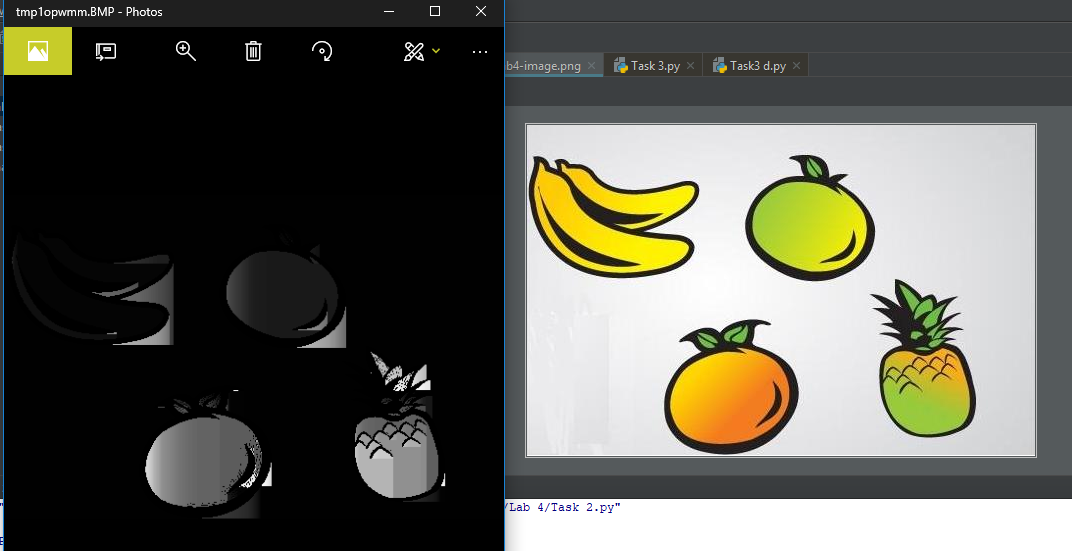 tmp1opwmm.BMP - Photos
b4-image.png
Task 3.py
Task3 d.py
/Lab 4/Task 2.py"